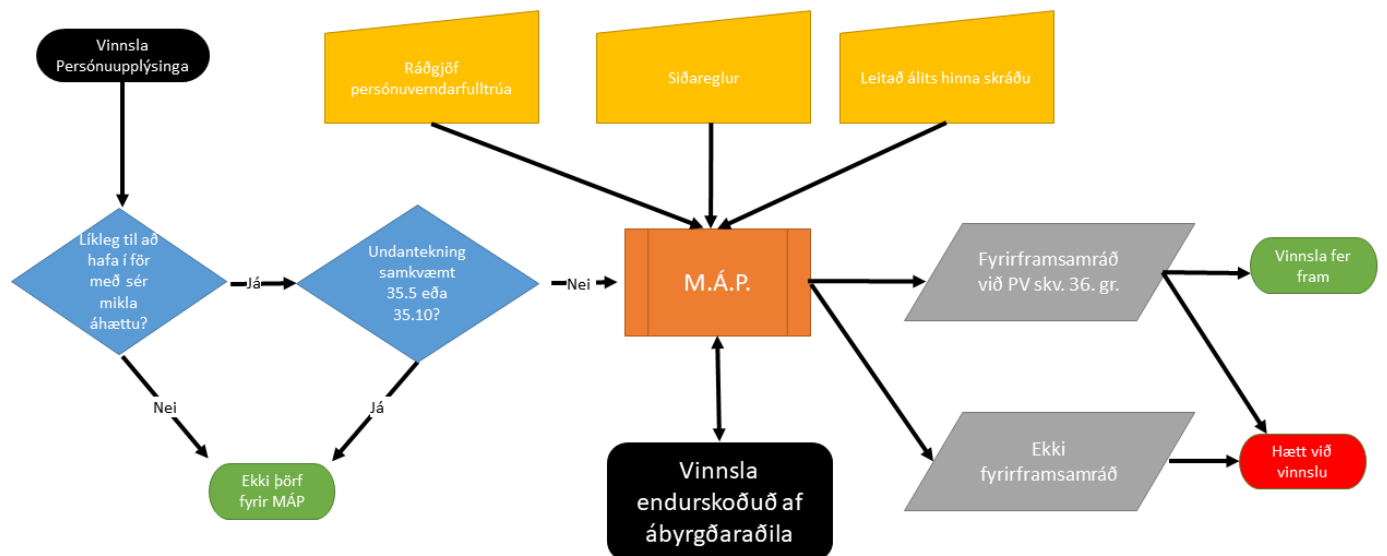 Vinnsla
Persónuupplýsinga
Ráðgjöf
persónuverndarfulltrúa
Siðareglur
Leitað álits hinna skráðu
Líkleg til að
hafa í för
með sér
mikla
áhættu?
Já
Undantekning
samkvæmt
35.5 eða
35.10?
Nei
M.Á.P.
Fyrirframsamráð
við PV skv. 36. gr.
Vinnsla fer
fram
Nei
Já
Ekki þörf
fyrir MÁP
Vinnsla
endurskoðuð af
ábyrgðaraðila
Ekki
fyrirframsamráð
Hætt við
vinnslu